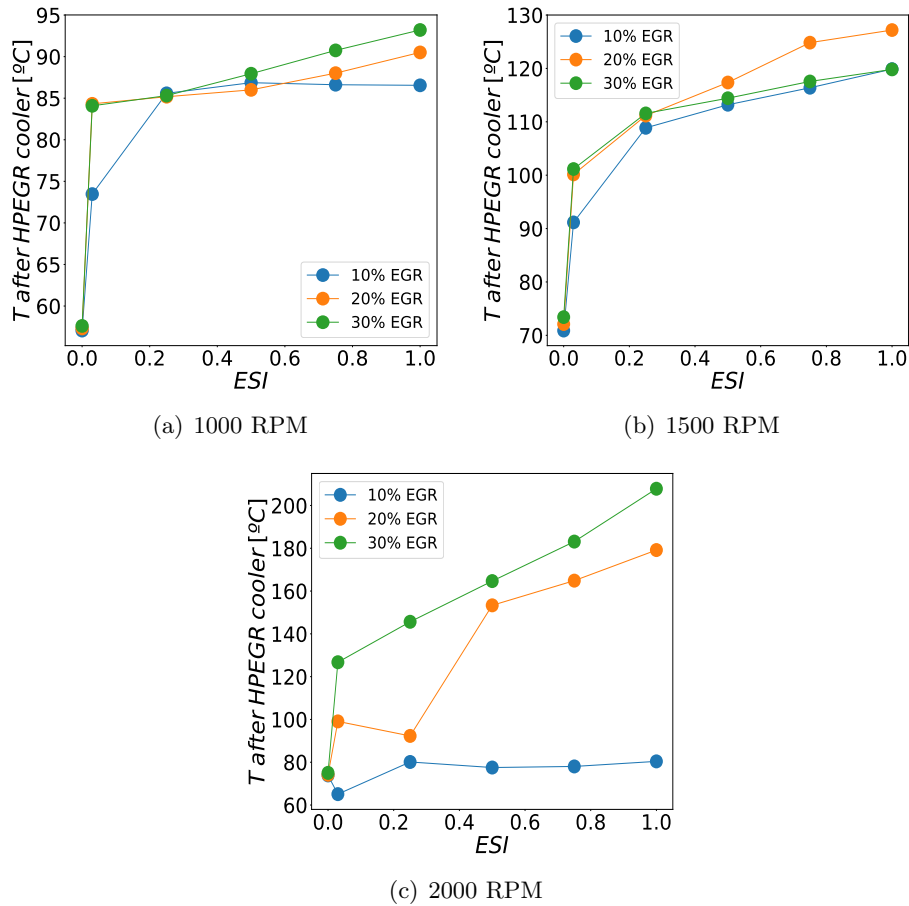 95
90
85
80
75
70
65
60
T after HPEGR cooler [ºC]
10% EGR
20% EGR
30% EGR
0.0 0.2 0.4 0.6 0.8 1.0
ESI
(a) 1000 RPM
130
120
110
100
90
80
70
T after HPEGR cooler [ºC]
10% EGR
20% EGR
30% EGR
0.0 0.2 0.4 0.6 0.8 1.0
ESI
(b) 1500 RPM
200
180
160
140
120
100
80
60
T after HPEGR cooler [ºC]
10% EGR
20% EGR
30% EGR
0.0 0.2 0.4 0.6 0.8 1.0
ESI
(c) 2000 RPM